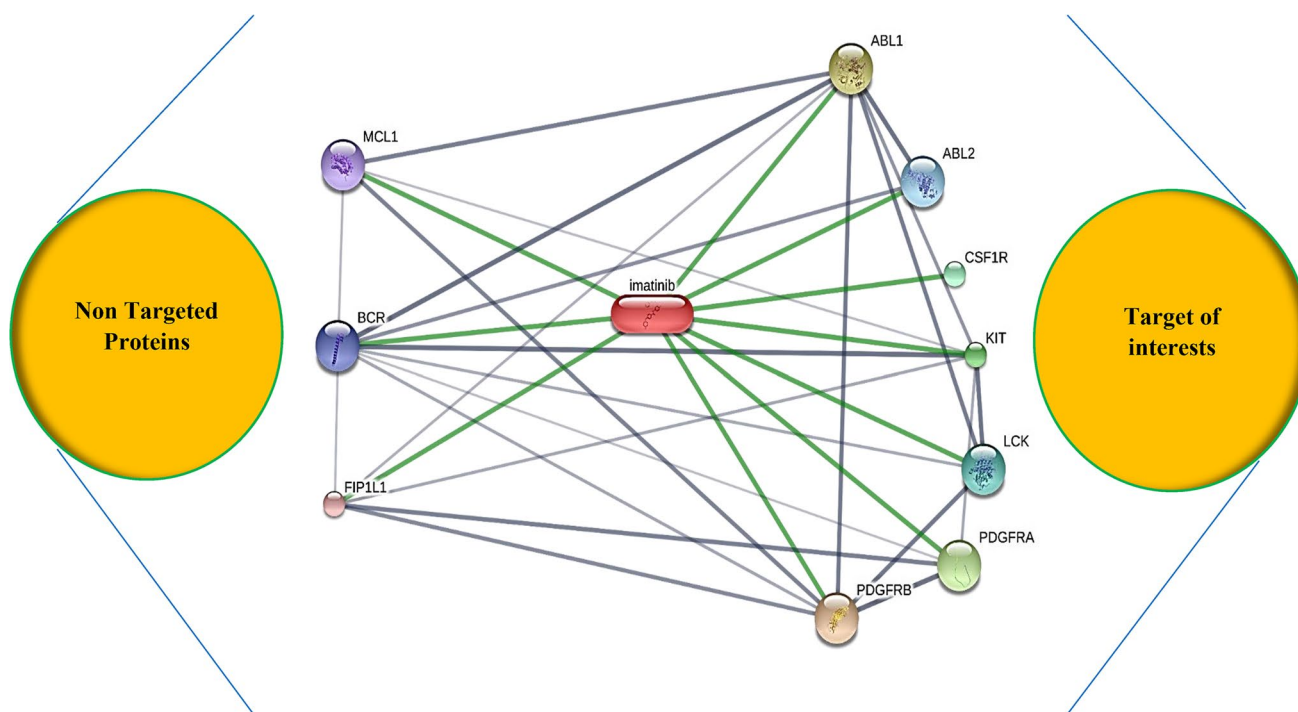 ABL1
MCL1
ABL2
CSF1R
imatinib
Non Targeted
Proteins
BCR
Target of
interests
KIT
LCK
FIP1L1
PDGFRA
PDGFRB